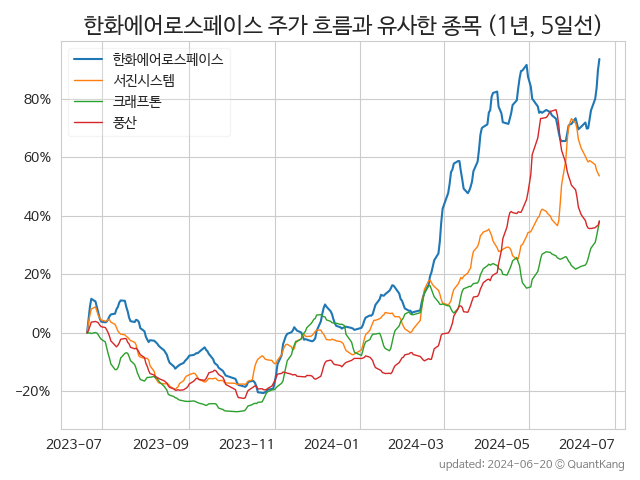 한화에어로스페이스 주가 흐름과 유사한 종목 (1년, 5일선)
한화에어로스페이스
서진시스템
크래프톤
풍산
80%
60%
40%
20%
0%
−20%
2023−07 2023−09 2023−11 2024−01 2024−03 2024−05 2024−07
updated: 2024-06-20 © QuantKang